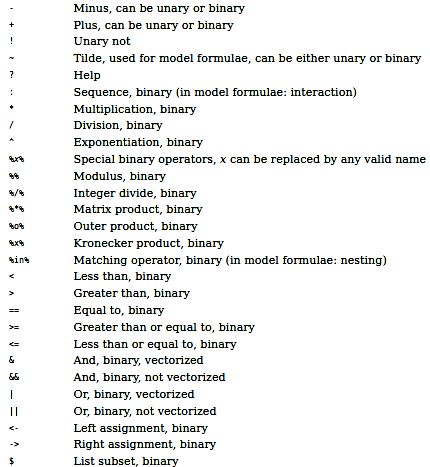 - Minus, can be unary or binary
+ Plus, can be unary or binary
! Unary not
~ Tilde, used for model formulae, can be either unary or binary
? Help
: Sequence, binary (in model formulae: interaction)
* Multiplication, binary
/ Division, binary
^ Exponentiation, binary
%x% Special binary operators, x can be replaced by any valid name
%% Modulus, binary
%/% Integer divide, binary
%*% Matrix product, binary
%o% Outer product, binary
%x% Kronecker product, binary
%in% Matching operator, binary (in model formulae: nesting)
< Less than, binary
> Greater than, binary
== Equal to, binary
>= Greater than or equal to, binary
<= Less than or equal to, binary
& And, binary, vectorized
&& And, binary, not vectorized
| Or, binary, vectorized
|| Or, binary, not vectorized
<- Left assignment, binary
-> Right assignment, binary
$ List subset, binary